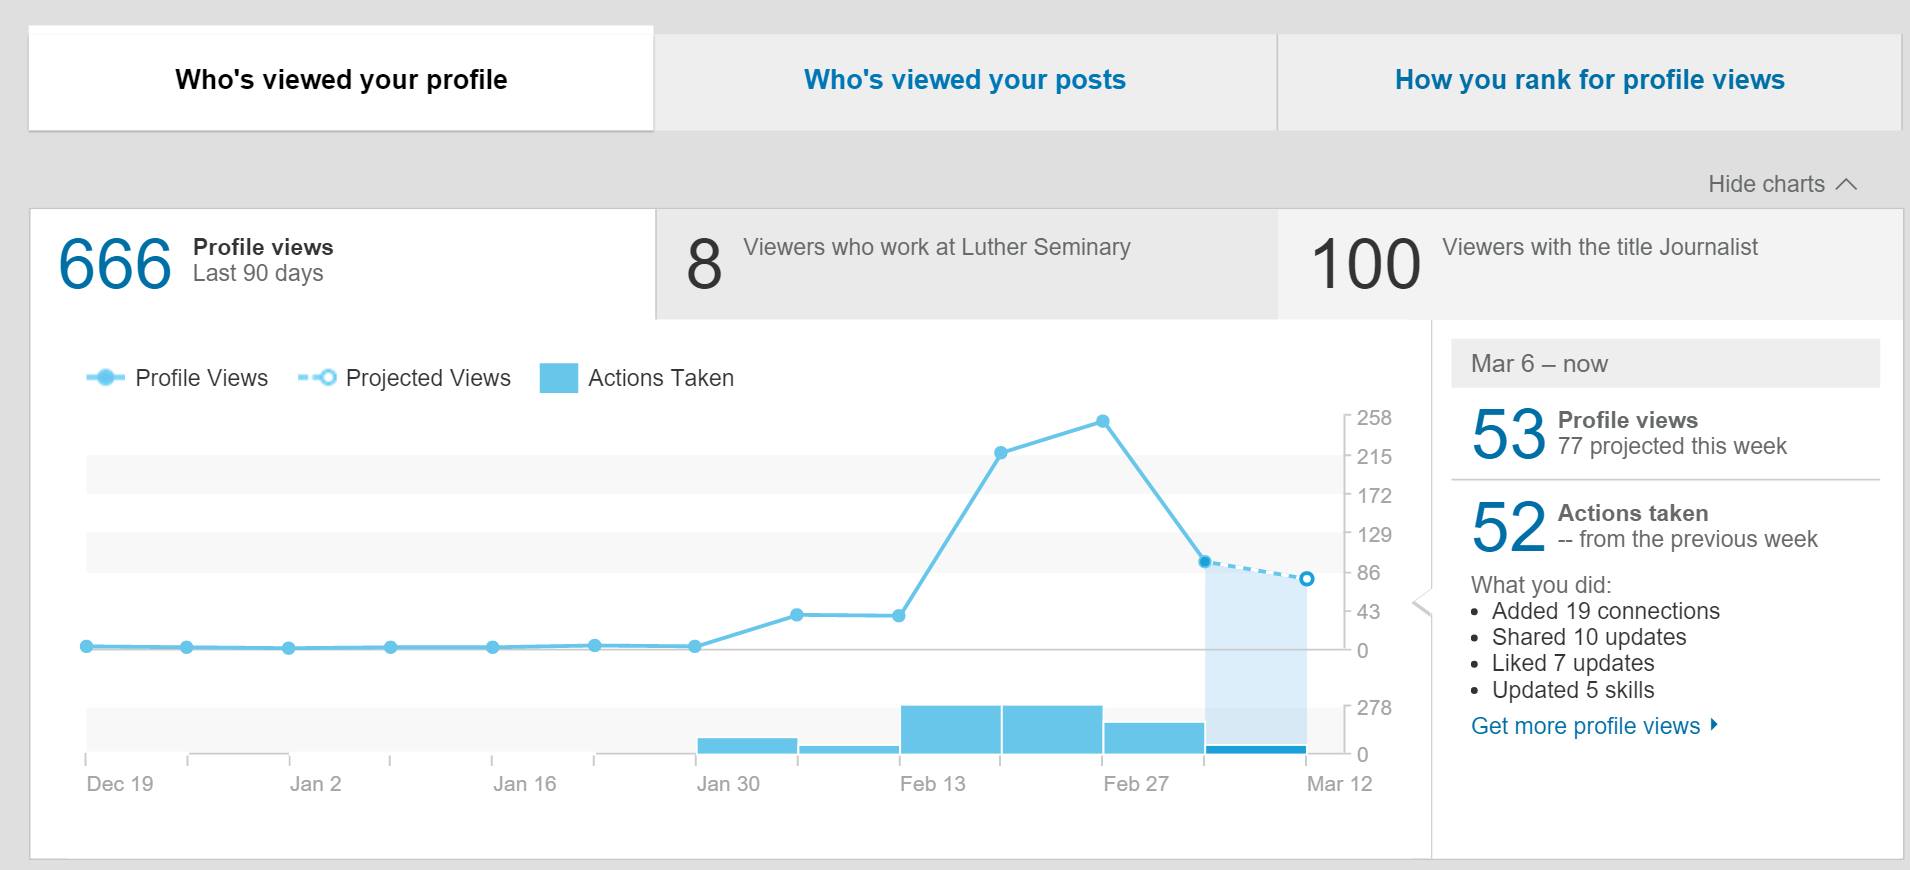 Who's viewed your profile
Who's viewed your posts
How you rank for profile views
Hide charts
666
Profile views
Last 90 days
8
Viewers who work at Luther Seminary
100
Viewers with the title Journalist
Profile Views
Projected Views
Actions Taken
258
215
172
129
86
43
0
278
0
Dec 19
Jan 2
Jan 16
Jan 30
Feb 13
Feb 27
Mar 12
Mar 6 – now
53
Profile views
77 projected this week
52
Actions taken
-- from the previous week
What you did:
• Added 19 connections
• Shared 10 updates
• Liked 7 updates
• Updated 5 skills
Get more profile views